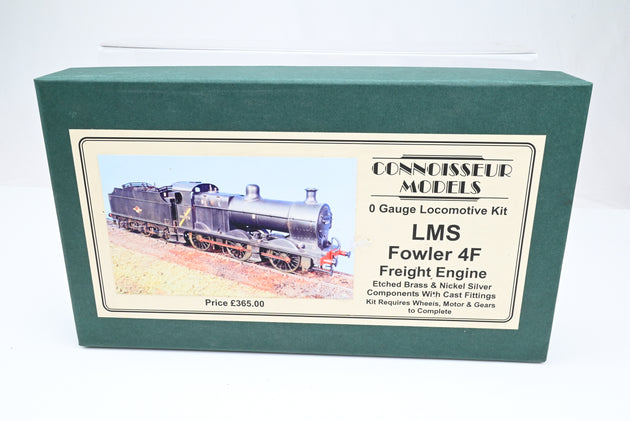 CONNOISSEUR
MODELS
0 Gauge Locomotive Kit
LMS
Fowler 4F
Freight Engine
Etched Brass & Nickel Silver
Components With Cast Fittings
Kit Requires Wheels, Motor & Gears
to Complete
Price £365.00